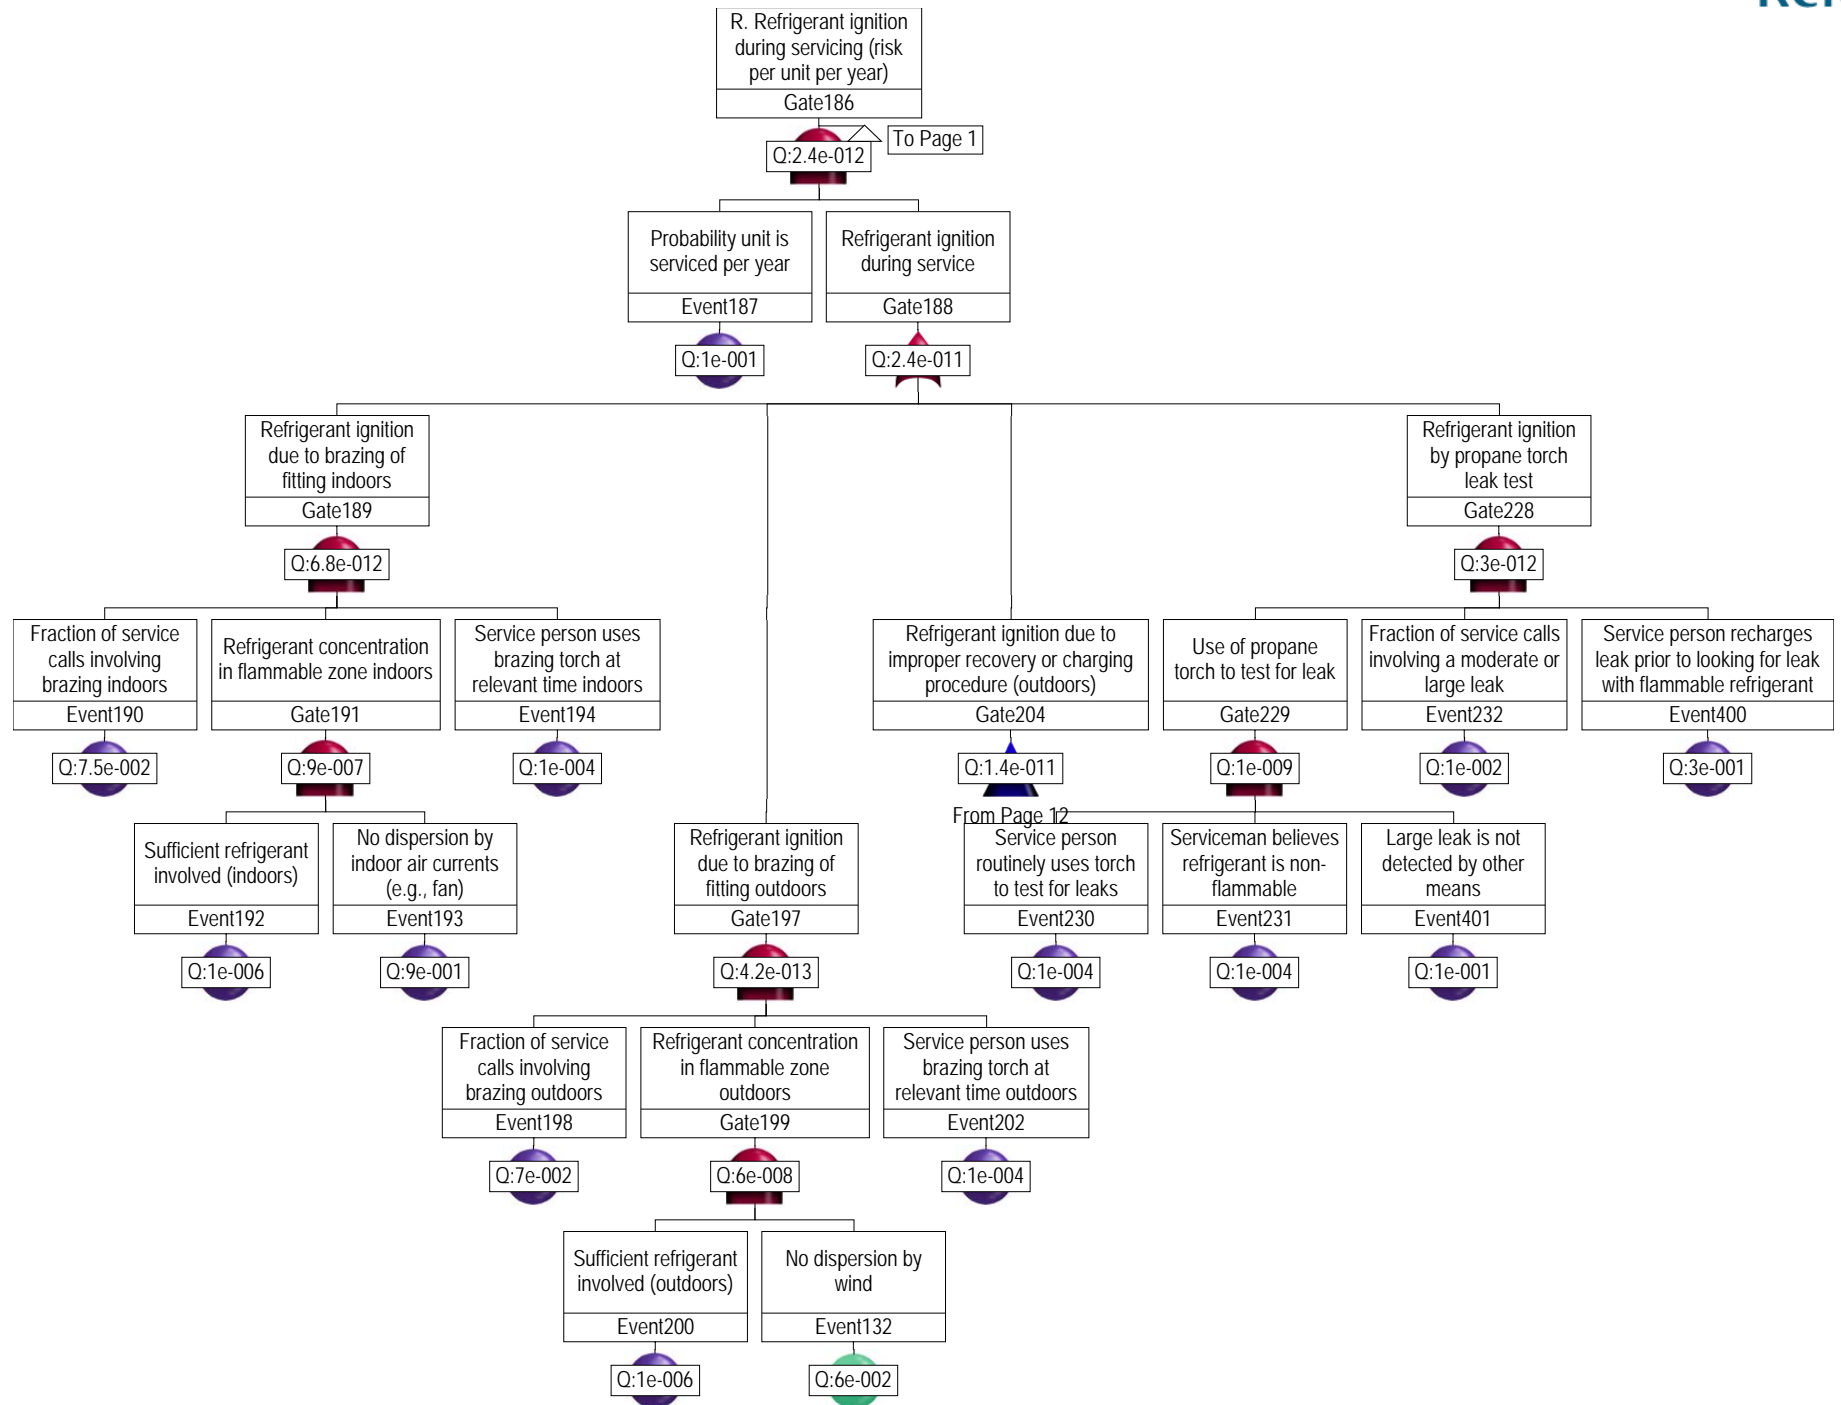 R. Refrigerant ignition
during servicing (risk
per unit per year)
Gate186
To Page 1
Q:2.4e-012
Probability unit is
serviced per year
Event187
Q:1e-001
Refrigerant ignition
during service
Gate188
Q:2.4e-011
Refrigerant ignition
due to brazing of
fitting indoors
Gate189
Q:6.8e-012
Refrigerant ignition
by propane torch
leak test
Gate228
Q:3e-012
Fraction of service
calls involving
brazing indoors
Event190
Q:7.5e-002
Refrigerant concentration
in flammable zone indoors
Gate191
Q:9e-007
Service person uses
brazing torch at
relevant time indoors
Event194
Q:1e-004
Refrigerant ignition due to
improper recovery or charging
procedure (outdoors)
Gate204
Q:1.4e-011
From Page 12
Use of propane
torch to test for leak
Gate229
Q:1e-009
Fraction of service calls
involving a moderate or
large leak
Event232
Q:1e-002
Service person recharges
leak prior to looking for leak
with flammable refrigerant
Event400
Q:3e-001
Sufficient refrigerant
involved (indoors)
Event192
Q:1e-006
No dispersion by
indoor air currents
(e.g., fan)
Event193
Q:9e-001
Refrigerant ignition
due to brazing of
fitting outdoors
Gate197
Q:4.2e-013
Service person
routinely uses torch
to test for leaks
Event230
Q:1e-004
Serviceman believes
refrigerant is non-
flammable
Event231
Q:1e-004
Large leak is not
detected by other
means
Event401
Q:1e-001
Fraction of service
calls involving
brazing outdoors
Event198
Q:7e-002
Refrigerant concentration
in flammable zone
outdoors
Gate199
Q:6e-008
Service person uses
brazing torch at
relevant time outdoors
Event202
Q:1e-004
Sufficient refrigerant
involved (outdoors)
Event200
Q:1e-006
No dispersion by
wind
Event132
Q:6e-002